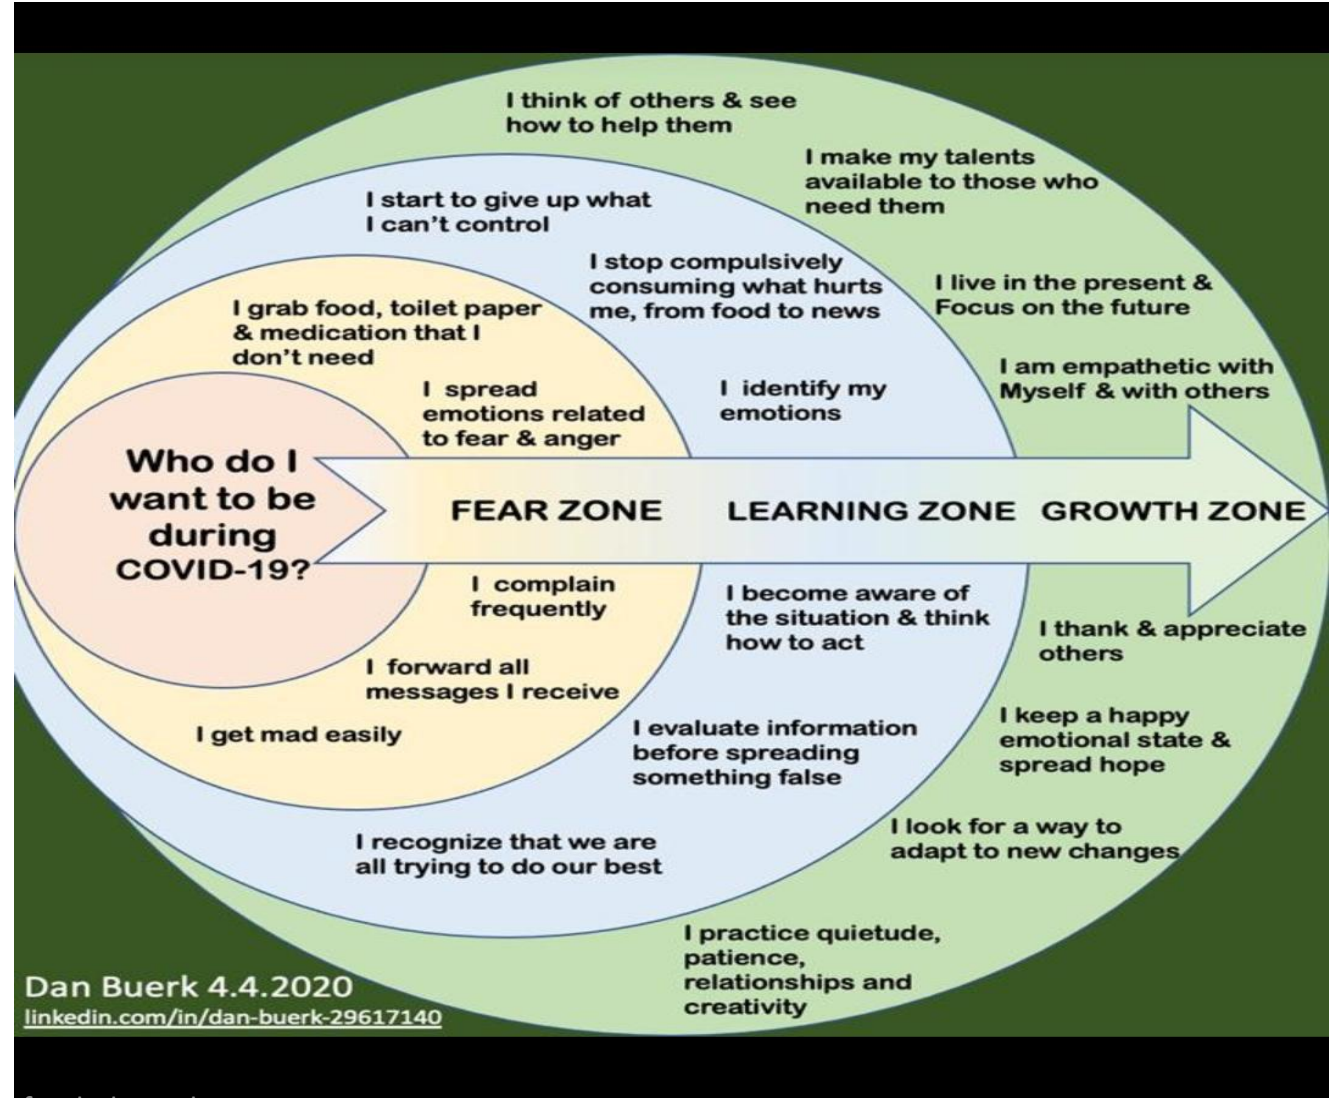 I think of others & see
how to help them
I make my talents
available to those who
need them
I start to give up what
I can't control
I stop compulsively
consuming what hurts
me, from food to news
I live in the present &
Focus on the future
I grab food, toilet paper
& medication that I
don't need
I am empathetic with
Myself & with others
I spread
emotions related
to fear & anger
I identify my
emotions
Who do I
want to be
during
COVID-19?
FEAR ZONE
LEARNING ZONE
GROWTH ZONE
I complain
frequently
I become aware of
the situation & think
how to act
I thank & appreciate
others
I forward all
messages I receive
I get mad easily
I evaluate information
before spreading
something false
I keep a happy
emotional state &
spread hope
I look for a way to
adapt to new changes
I recognize that we are
all trying to do our best
I practice quietude,
patience,
relationships and
creativity
Dan Buerk 4.4.2020
linkedin.com/in/dan-buerk-29617140